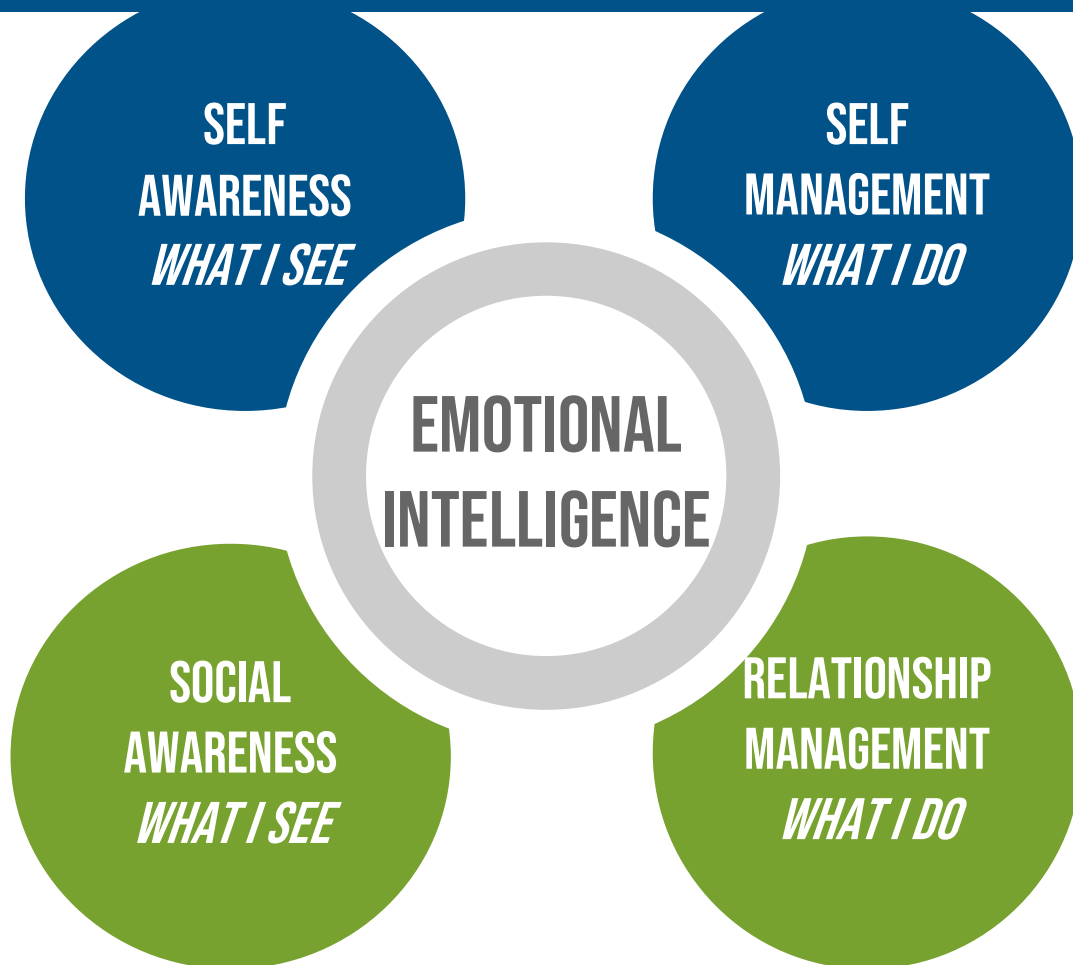 SELF
AWARENESS
WHAT I SEE
SELF
MANAGEMENT
WHAT I DO
EMOTIONAL
INTELLIGENCE
SOCIAL
AWARENESS
WHAT I SEE
RELATIONSHIP
MANAGEMENT
WHAT I DO